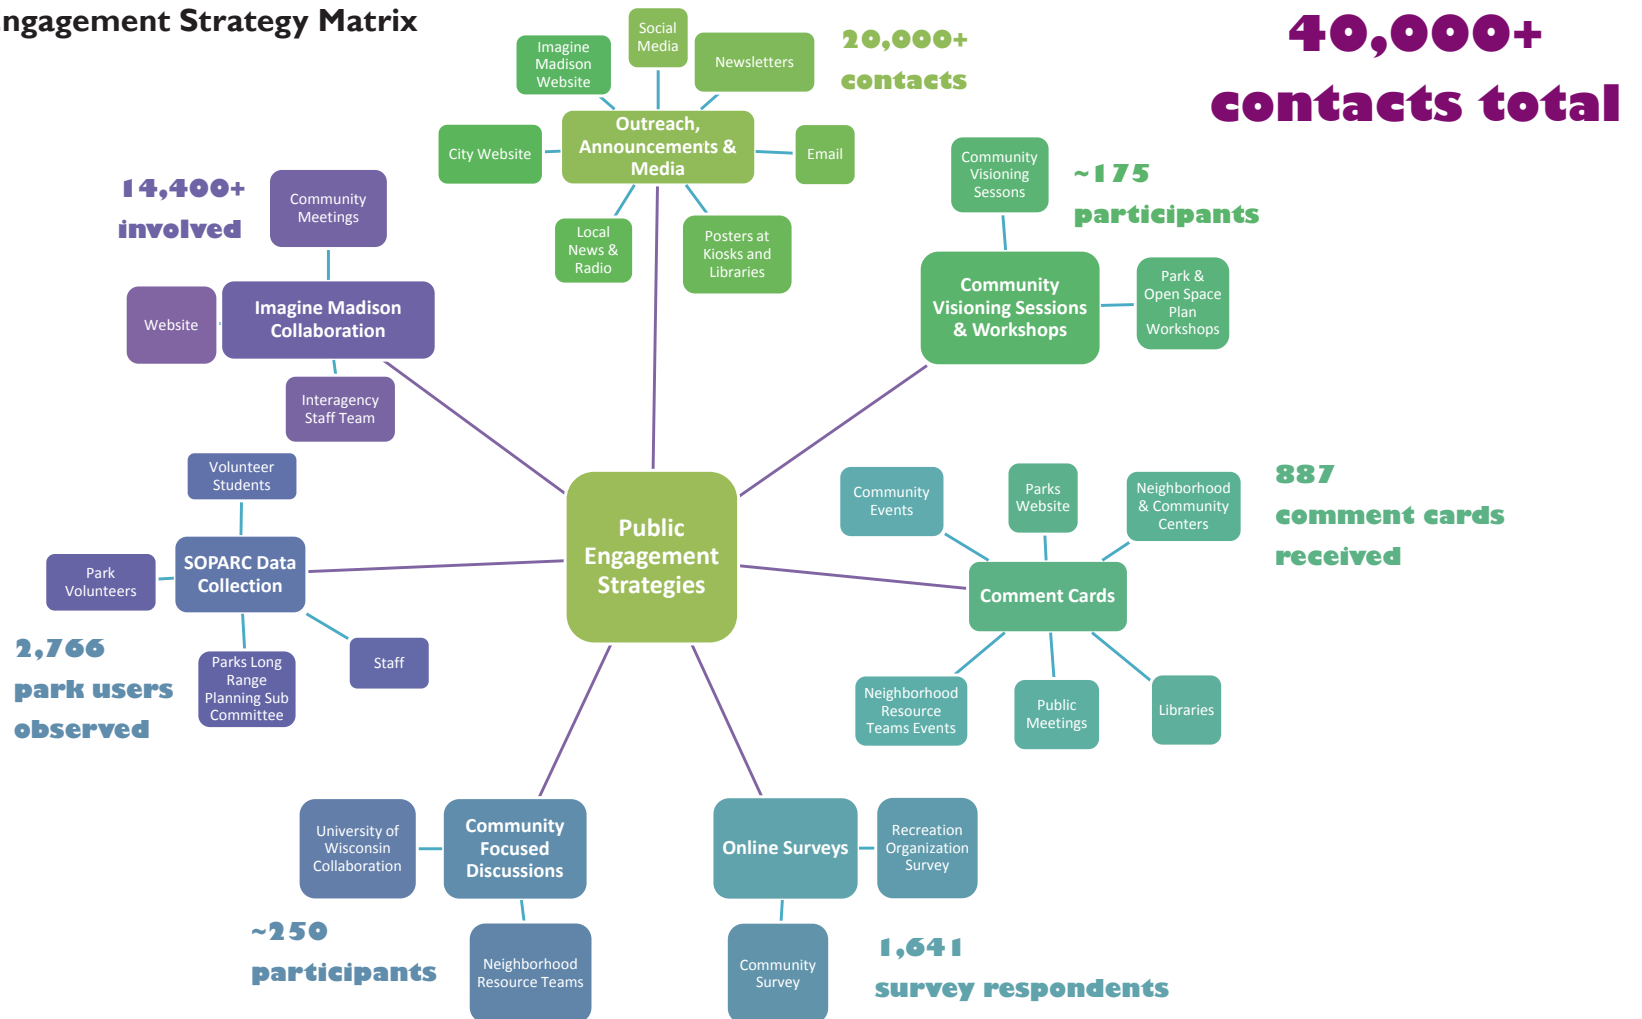 ngagement Strategy Matrix
40,000+
contacts total
20,000+
contacts
Social
Media
Imagine
Madison
Website
Newsletters
City Website
Outreach,
Announcements &
Media
Email
Local
News &
Radio
Posters at
Kiosks and
Libraries
14,400+
involved
Community
Meetings
Website
Imagine Madison
Collaboration
Interagency
Staff Team
Community
Visioning
Sessons
~175
participants
Community
Visioning Sessions
& Workshops
Park &
Open Space
Plan
Workshops
Volunteer
Students
Park
Volunteers
SOPARC Data
Collection
2,766
park users
observed
Parks Long
Range
Planning Sub
Committee
Staff
Public
Engagement
Strategies
Community
Events
Parks
Website
Neighborhood
& Community
Centers
887
comment cards
received
Comment Cards
Neighborhood
Resource
Teams Events
Public
Meetings
Libraries
University of
Wisconsin
Collaboration
Community
Focused
Discussions
~250
participants
Neighborhood
Resource Teams
Online Surveys
Recreation
Organization
Survey
Community
Survey
1,641
survey respondents